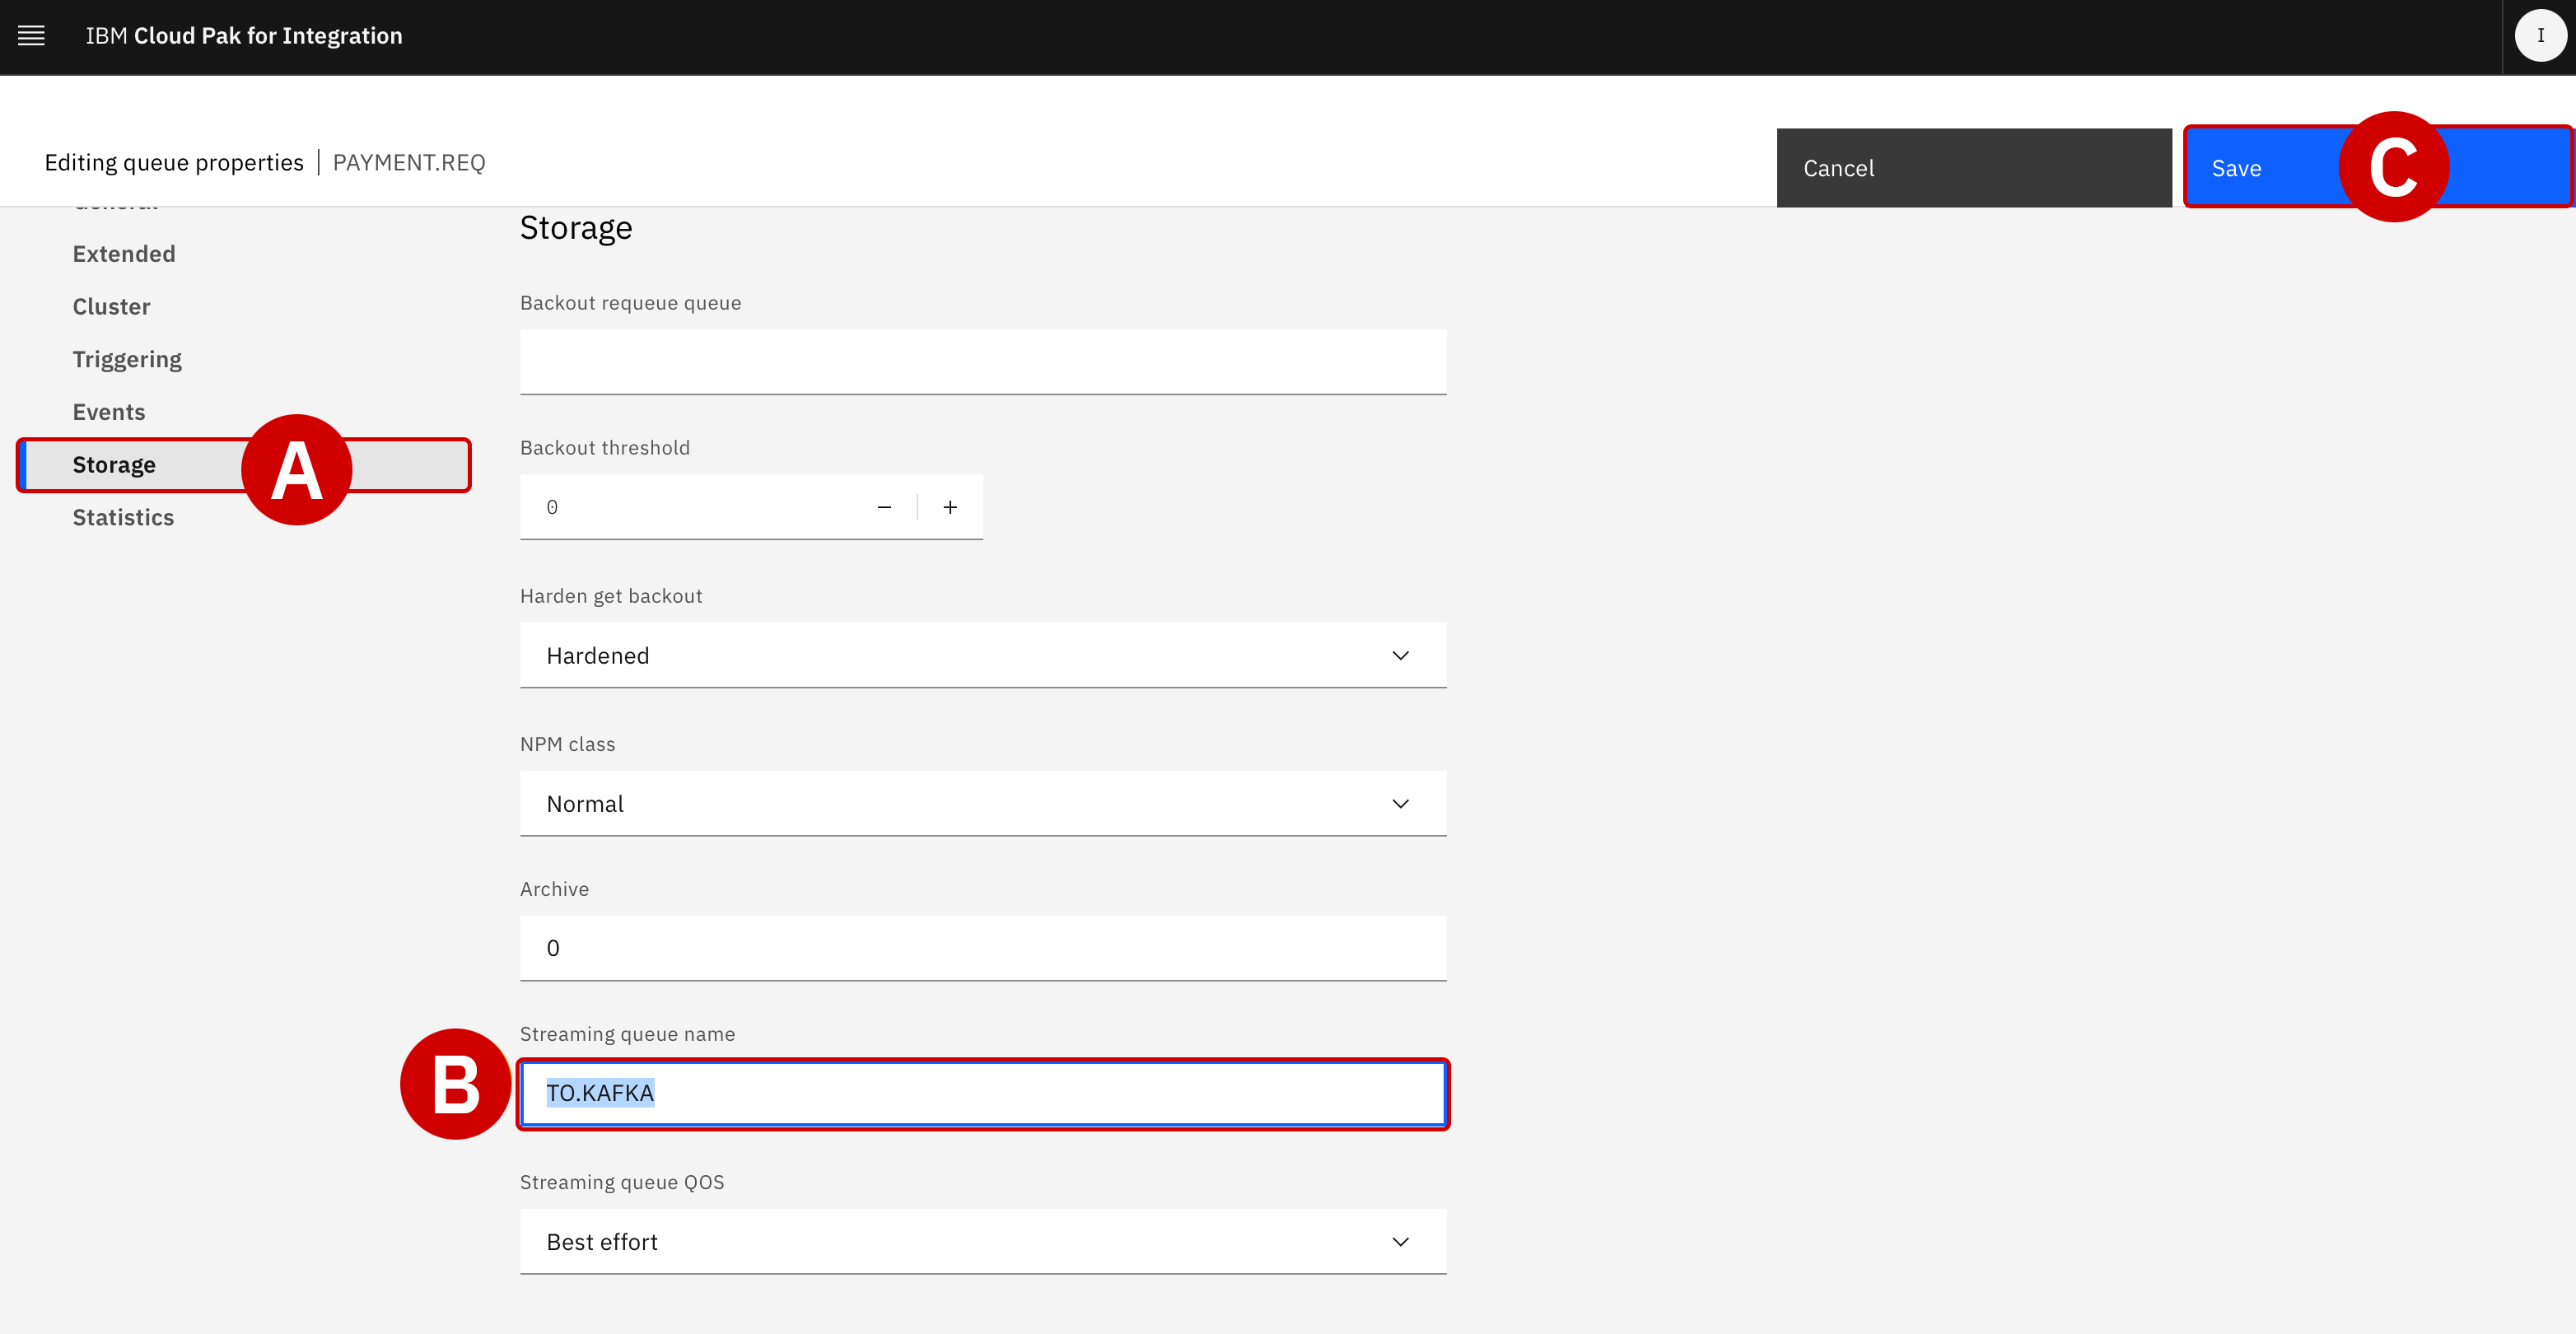 IBM Cloud Pak for Integration
I
Editing queue properties | PAYMENT.REQ
Cancel
Save
C
General
Extended
Cluster
Triggering
Events
Storage
A
Statistics
Storage
Backout requeue queue
Backout threshold
0
Harden get backout
Hardened
NPM class
Normal
Archive
0
Streaming queue name
B
TO.KAFKA
Streaming queue QOS
Best effort